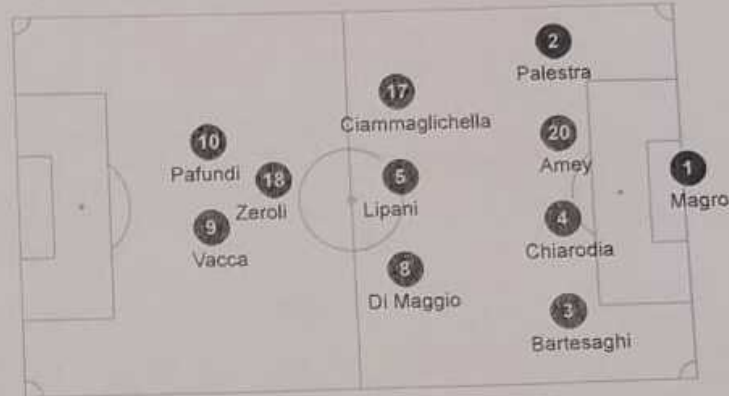 2
Palestra
17
Ciammaglichella
10
Pafundi
20
Amey
1
Magro
18
Zeroli
5
Lipani
9
Vacca
4
Chiarodia
8
Di Maggio
3
Bartesaghi